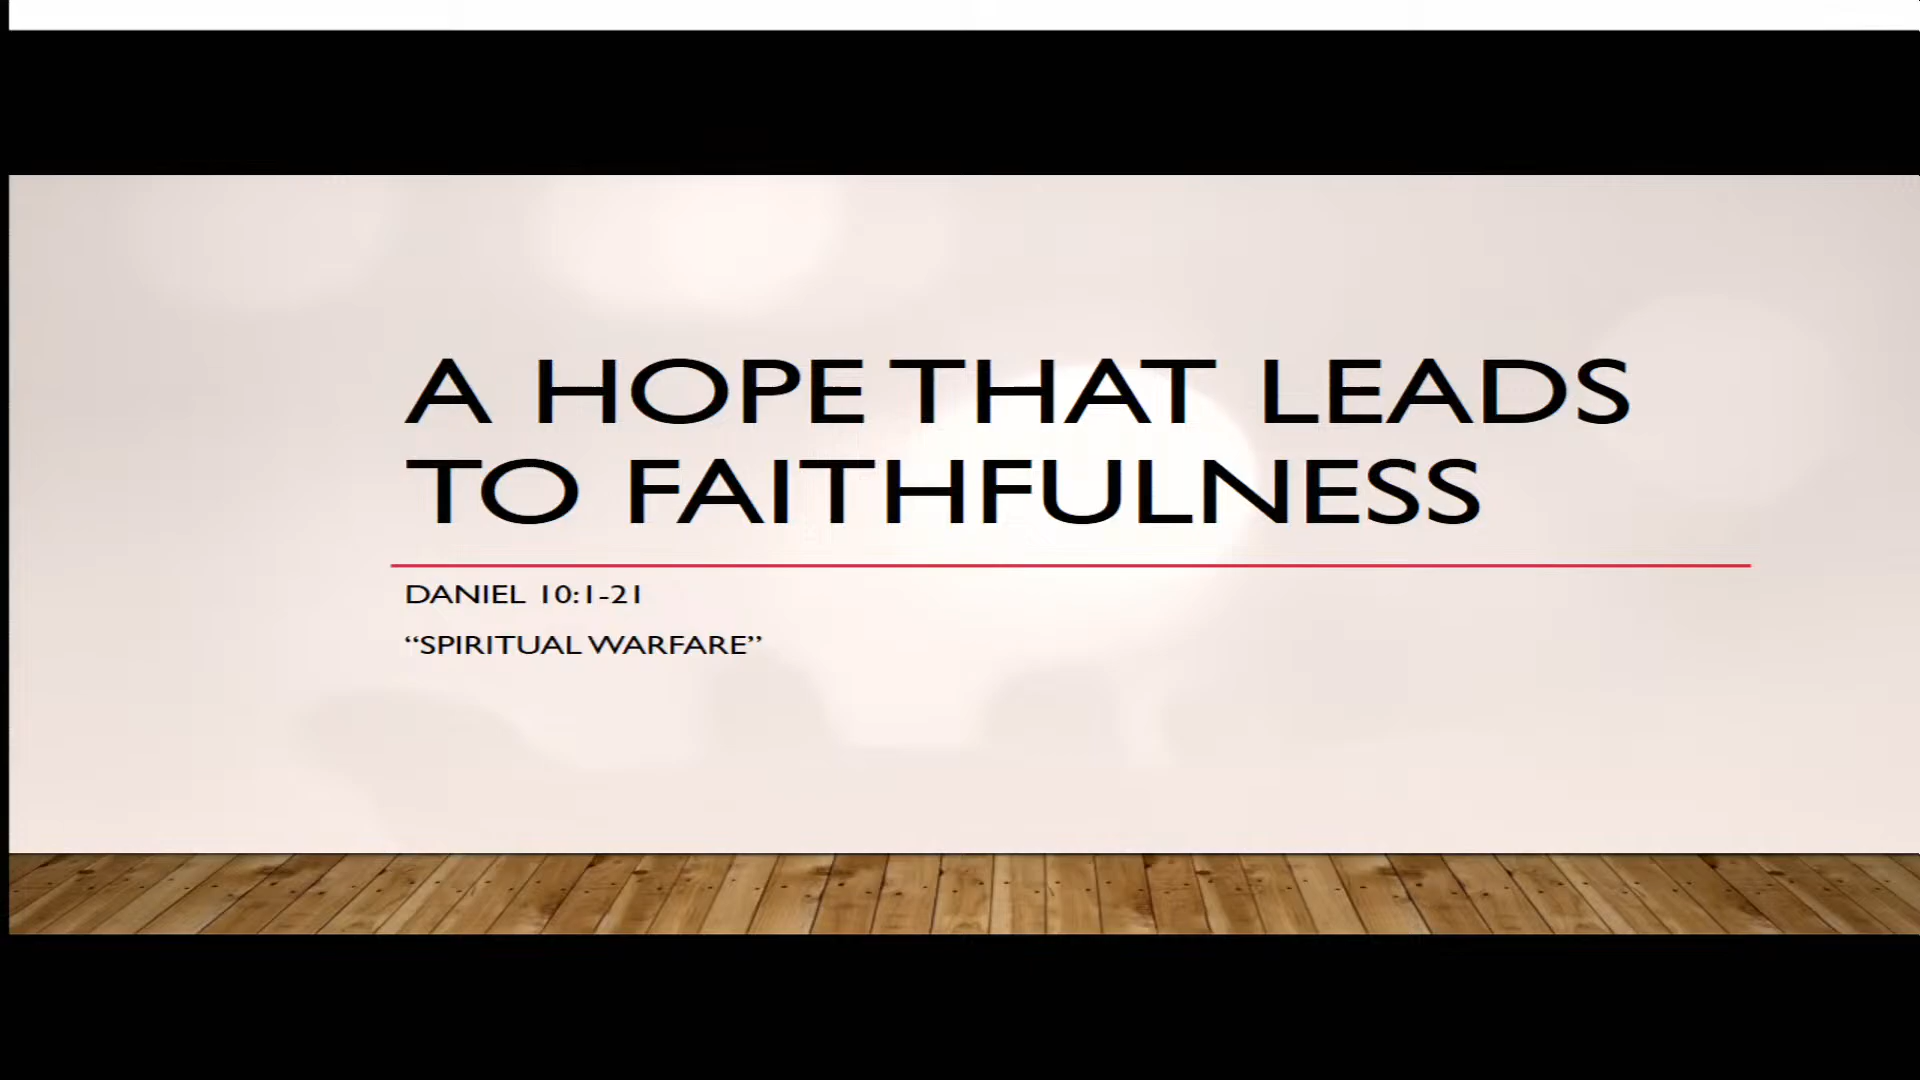 A HOPE THAT LEADS
TO FAITHFULNESS
DANIEL 10:1-21
“SPIRITUAL WARFARE”